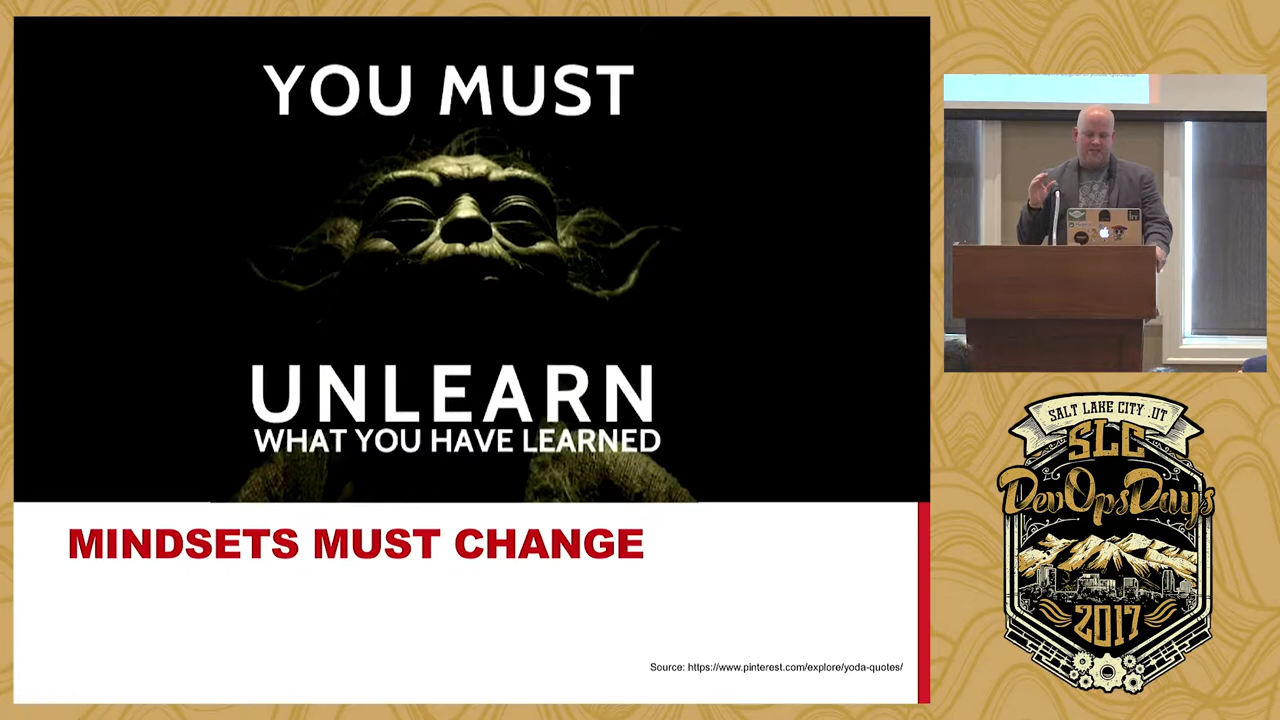 YOU MUST
UNLEARN
WHAT YOU HAVE LEARNED
MINDSETS MUST CHANGE
Source: https://www.pinterest.com/explore/yoda-quotes/
SALT LAKE CITY .UT
SLC
DevOpsDays
2017